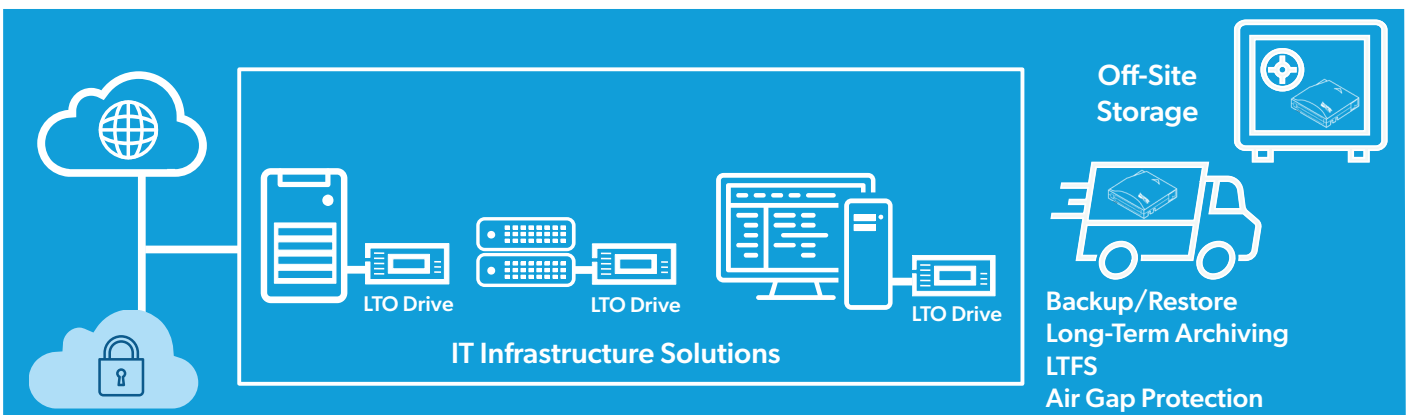 Off-Site
Storage
LTO Drive
LTO Drive
LTO Drive
IT Infrastructure Solutions
Backup/Restore
Long-Term Archiving
LTFS
Air Gap Protection